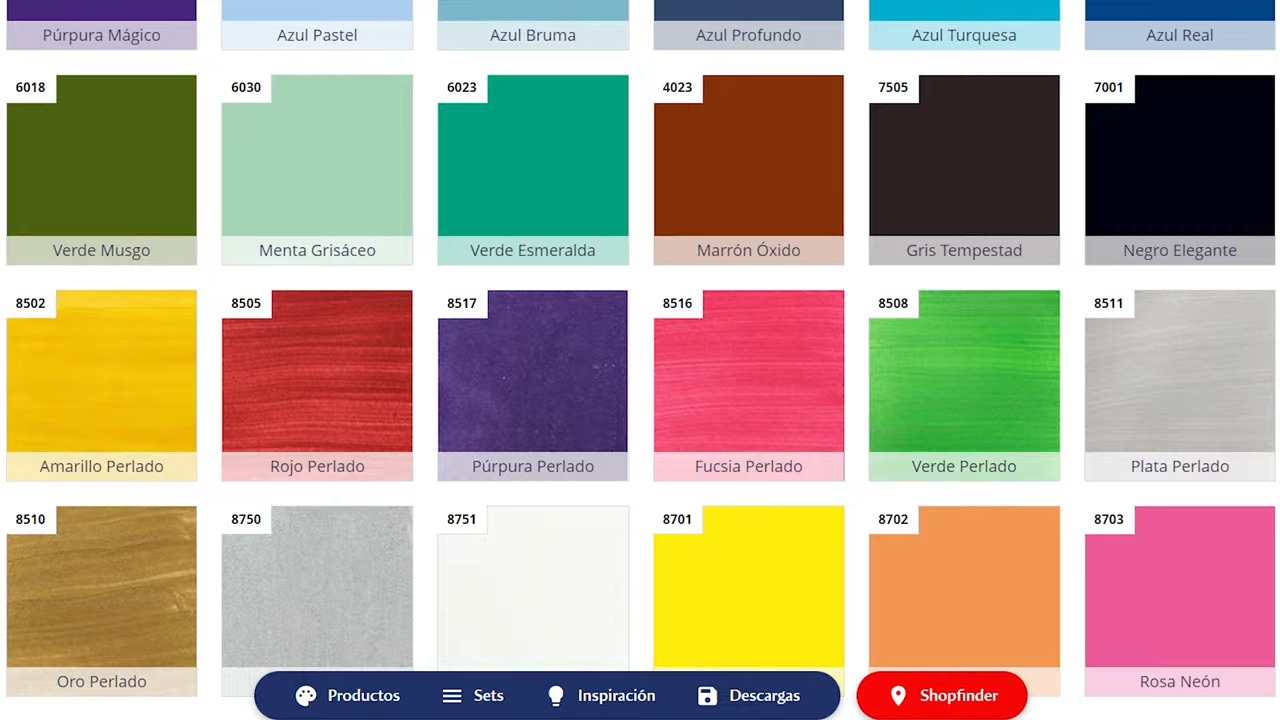 Púrpura Mágico
Azul Pastel
Azul Bruma
Azul Profundo
Azul Turquesa
Azul Real
6018
6030
6023
4023
7505
7001
Verde Musgo
Menta Grisáceo
Verde Esmeralda
Marrón Óxido
Gris Tempestad
Negro Elegante
8502
8505
8517
8516
8508
8511
Amarillo Perlado
Rojo Perlado
Púrpura Perlado
Fucsia Perlado
Verde Perlado
Plata Perlado
8510
8750
8751
8701
8702
8703
Oro Perlado
Rosa Neón
Productos
Sets
Inspiración
Descargas
Shopfinder